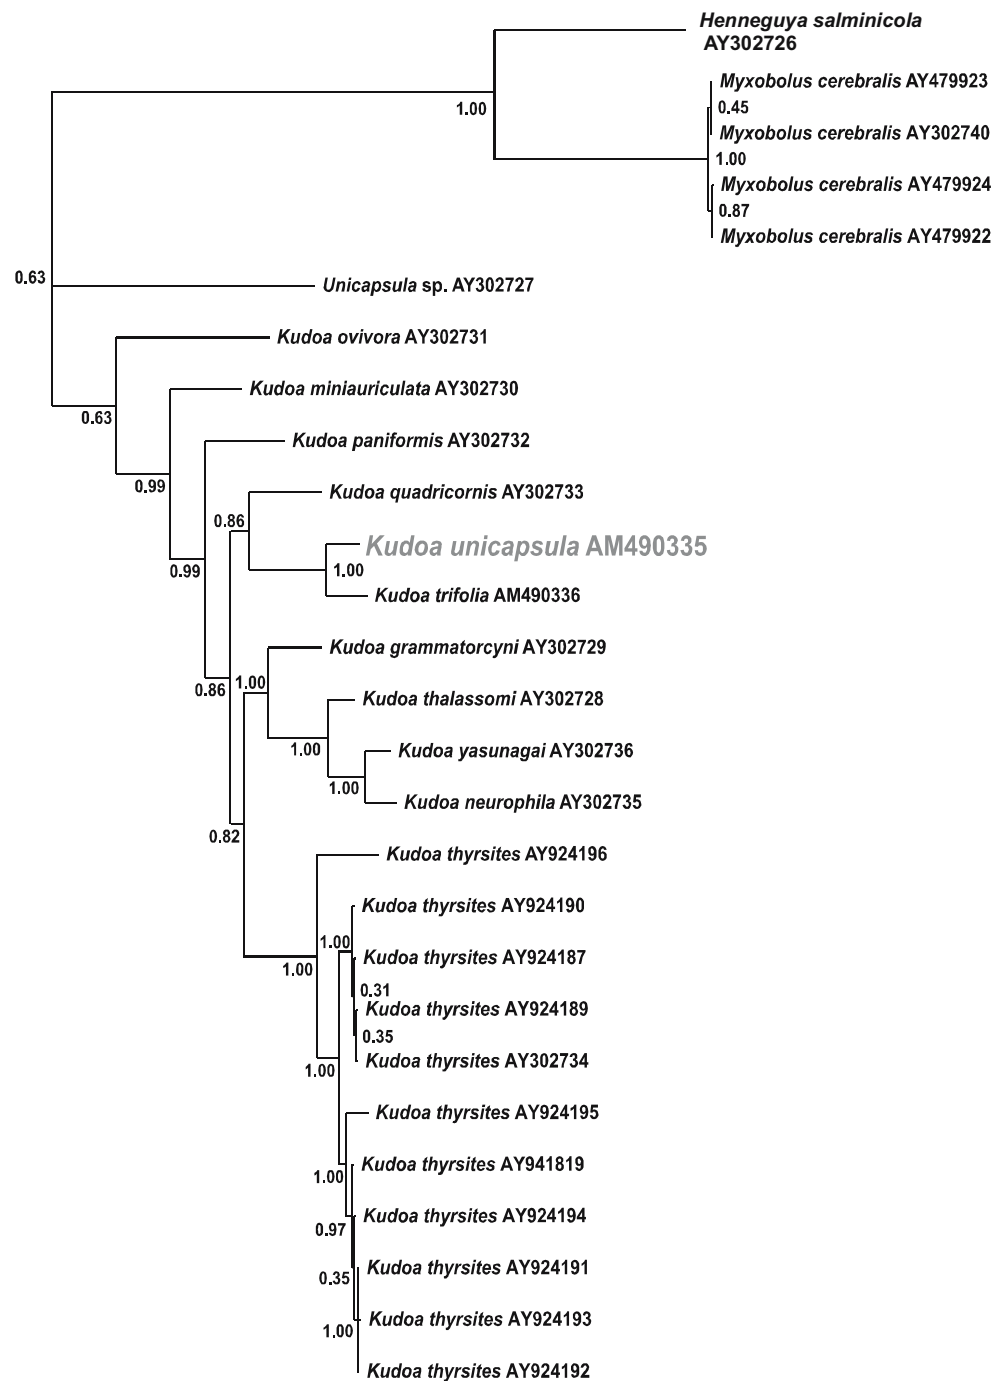 Henneguya salminicola
AY302726
Myxobolus cerebralis AY479923
0.45
1.00
Myxobolus cerebralis AY302740
1.00
Myxobolus cerebralis AY479924
0.87
Myxobolus cerebralis AY479922
0.63
Unicapsula sp. AY302727
Kudoa ovivora AY302731
Kudoa miniauriculata AY302730
0.63
Kudoa paniformis AY302732
0.99
Kudoa quadricornis AY302733
0.86
Kudoa unicapsula AM490335
0.99
1.00
Kudoa trifolia AM490336
Kudoa grammatorcyni AY302729
0.86
1.00
Kudoa thalassomi AY302728
1.00
Kudoa yasunagai AY302736
1.00
Kudoa neurophila AY302735
0.82
Kudoa thyrsites AY924196
Kudoa thyrsites AY924190
1.00
Kudoa thyrsites AY924187
1.00
0.31
Kudoa thyrsites AY924189
0.35
Kudoa thyrsites AY302734
1.00
Kudoa thyrsites AY924195
Kudoa thyrsites AY941819
1.00
Kudoa thyrsites AY924194
0.97
Kudoa thyrsites AY924191
0.35
Kudoa thyrsites AY924193
1.00
Kudoa thyrsites AY924192